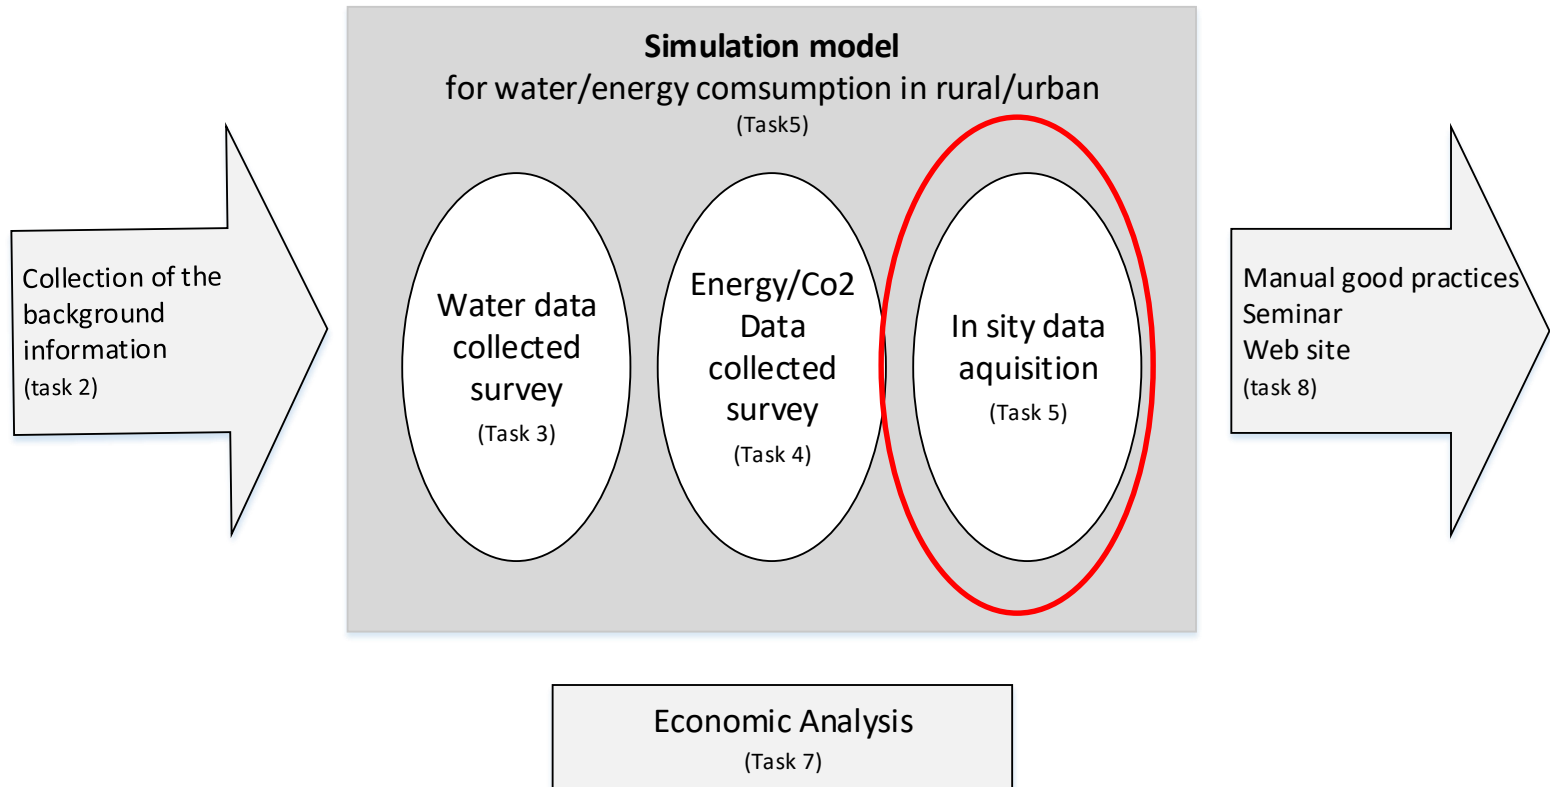 Simulation model
for water/energy comsumption in rural/urban
(Task5)
Collection of the
background
information
(task 2)
Water data
collected
survey
(Task 3)
Energy/Co2
Data
collected
survey
(Task 4)
In sity data
aquisition
(Task 5)
Manual good practices
Seminar
Web site
(task 8)
Economic Analysis
(Task 7)